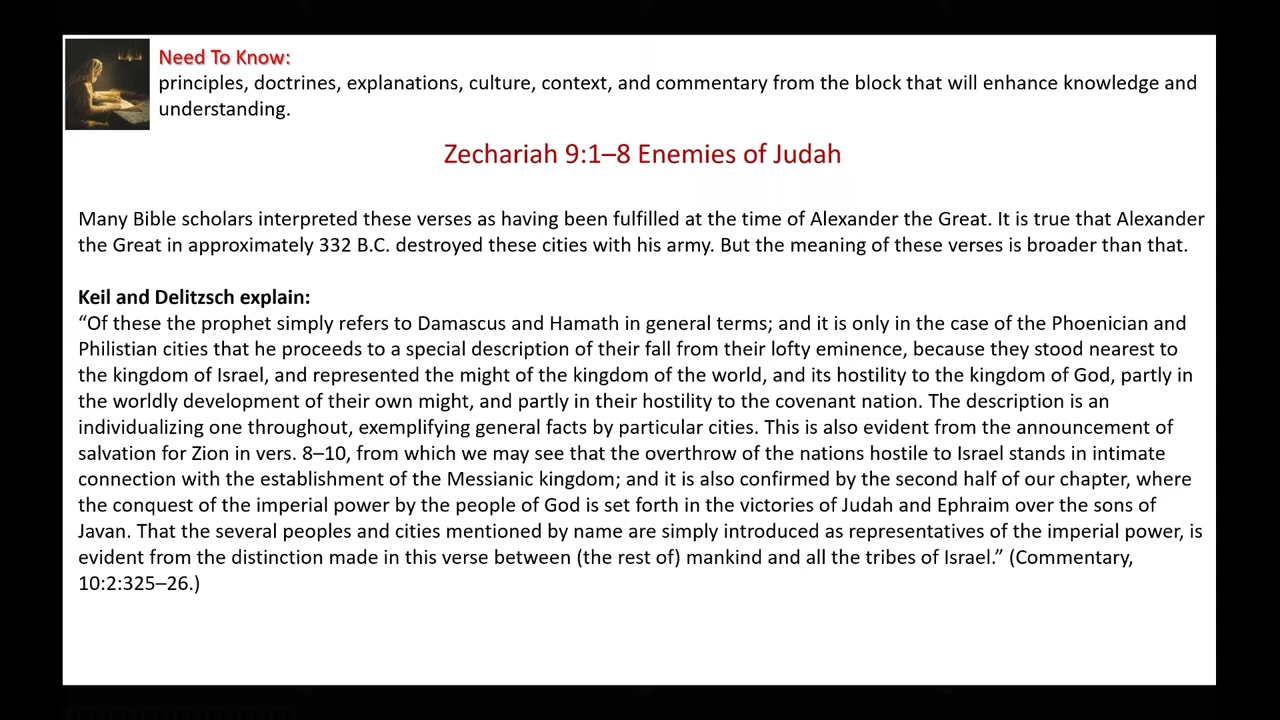 Need To Know:
principles, doctrines, explanations, culture, context, and commentary from the block that will enhance knowledge and
understanding.
Zechariah 9:1–8 Enemies of Judah
Many Bible scholars interpreted these verses as having been fulfilled at the time of Alexander the Great. It is true that Alexander
the Great in approximately 332 B.C. destroyed these cities with his army. But the meaning of these verses is broader than that.
Keil and Delitzsch explain:
“Of these the prophet simply refers to Damascus and Hamath in general terms; and it is only in the case of the Phoenician and
Philistian cities that he proceeds to a special description of their fall from their lofty eminence, because they stood nearest to
the kingdom of Israel, and represented the might of the kingdom of the world, and its hostility to the kingdom of God, partly in
the worldly development of their own might, and partly in their hostility to the covenant nation. The description is an
individualizing one throughout, exemplifying general facts by particular cities. This is also evident from the announcement of
salvation for Zion in vers. 8–10, from which we may see that the overthrow of the nations hostile to Israel stands in intimate
connection with the establishment of the Messianic kingdom; and it is also confirmed by the second half of our chapter, where
the conquest of the imperial power by the people of God is set forth in the victories of Judah and Ephraim over the sons of
Javan. That the several peoples and cities mentioned by name are simply introduced as representatives of the imperial power, is
evident from the distinction made in this verse between (the rest of) mankind and all the tribes of Israel.” (Commentary,
10:2:325–26.)